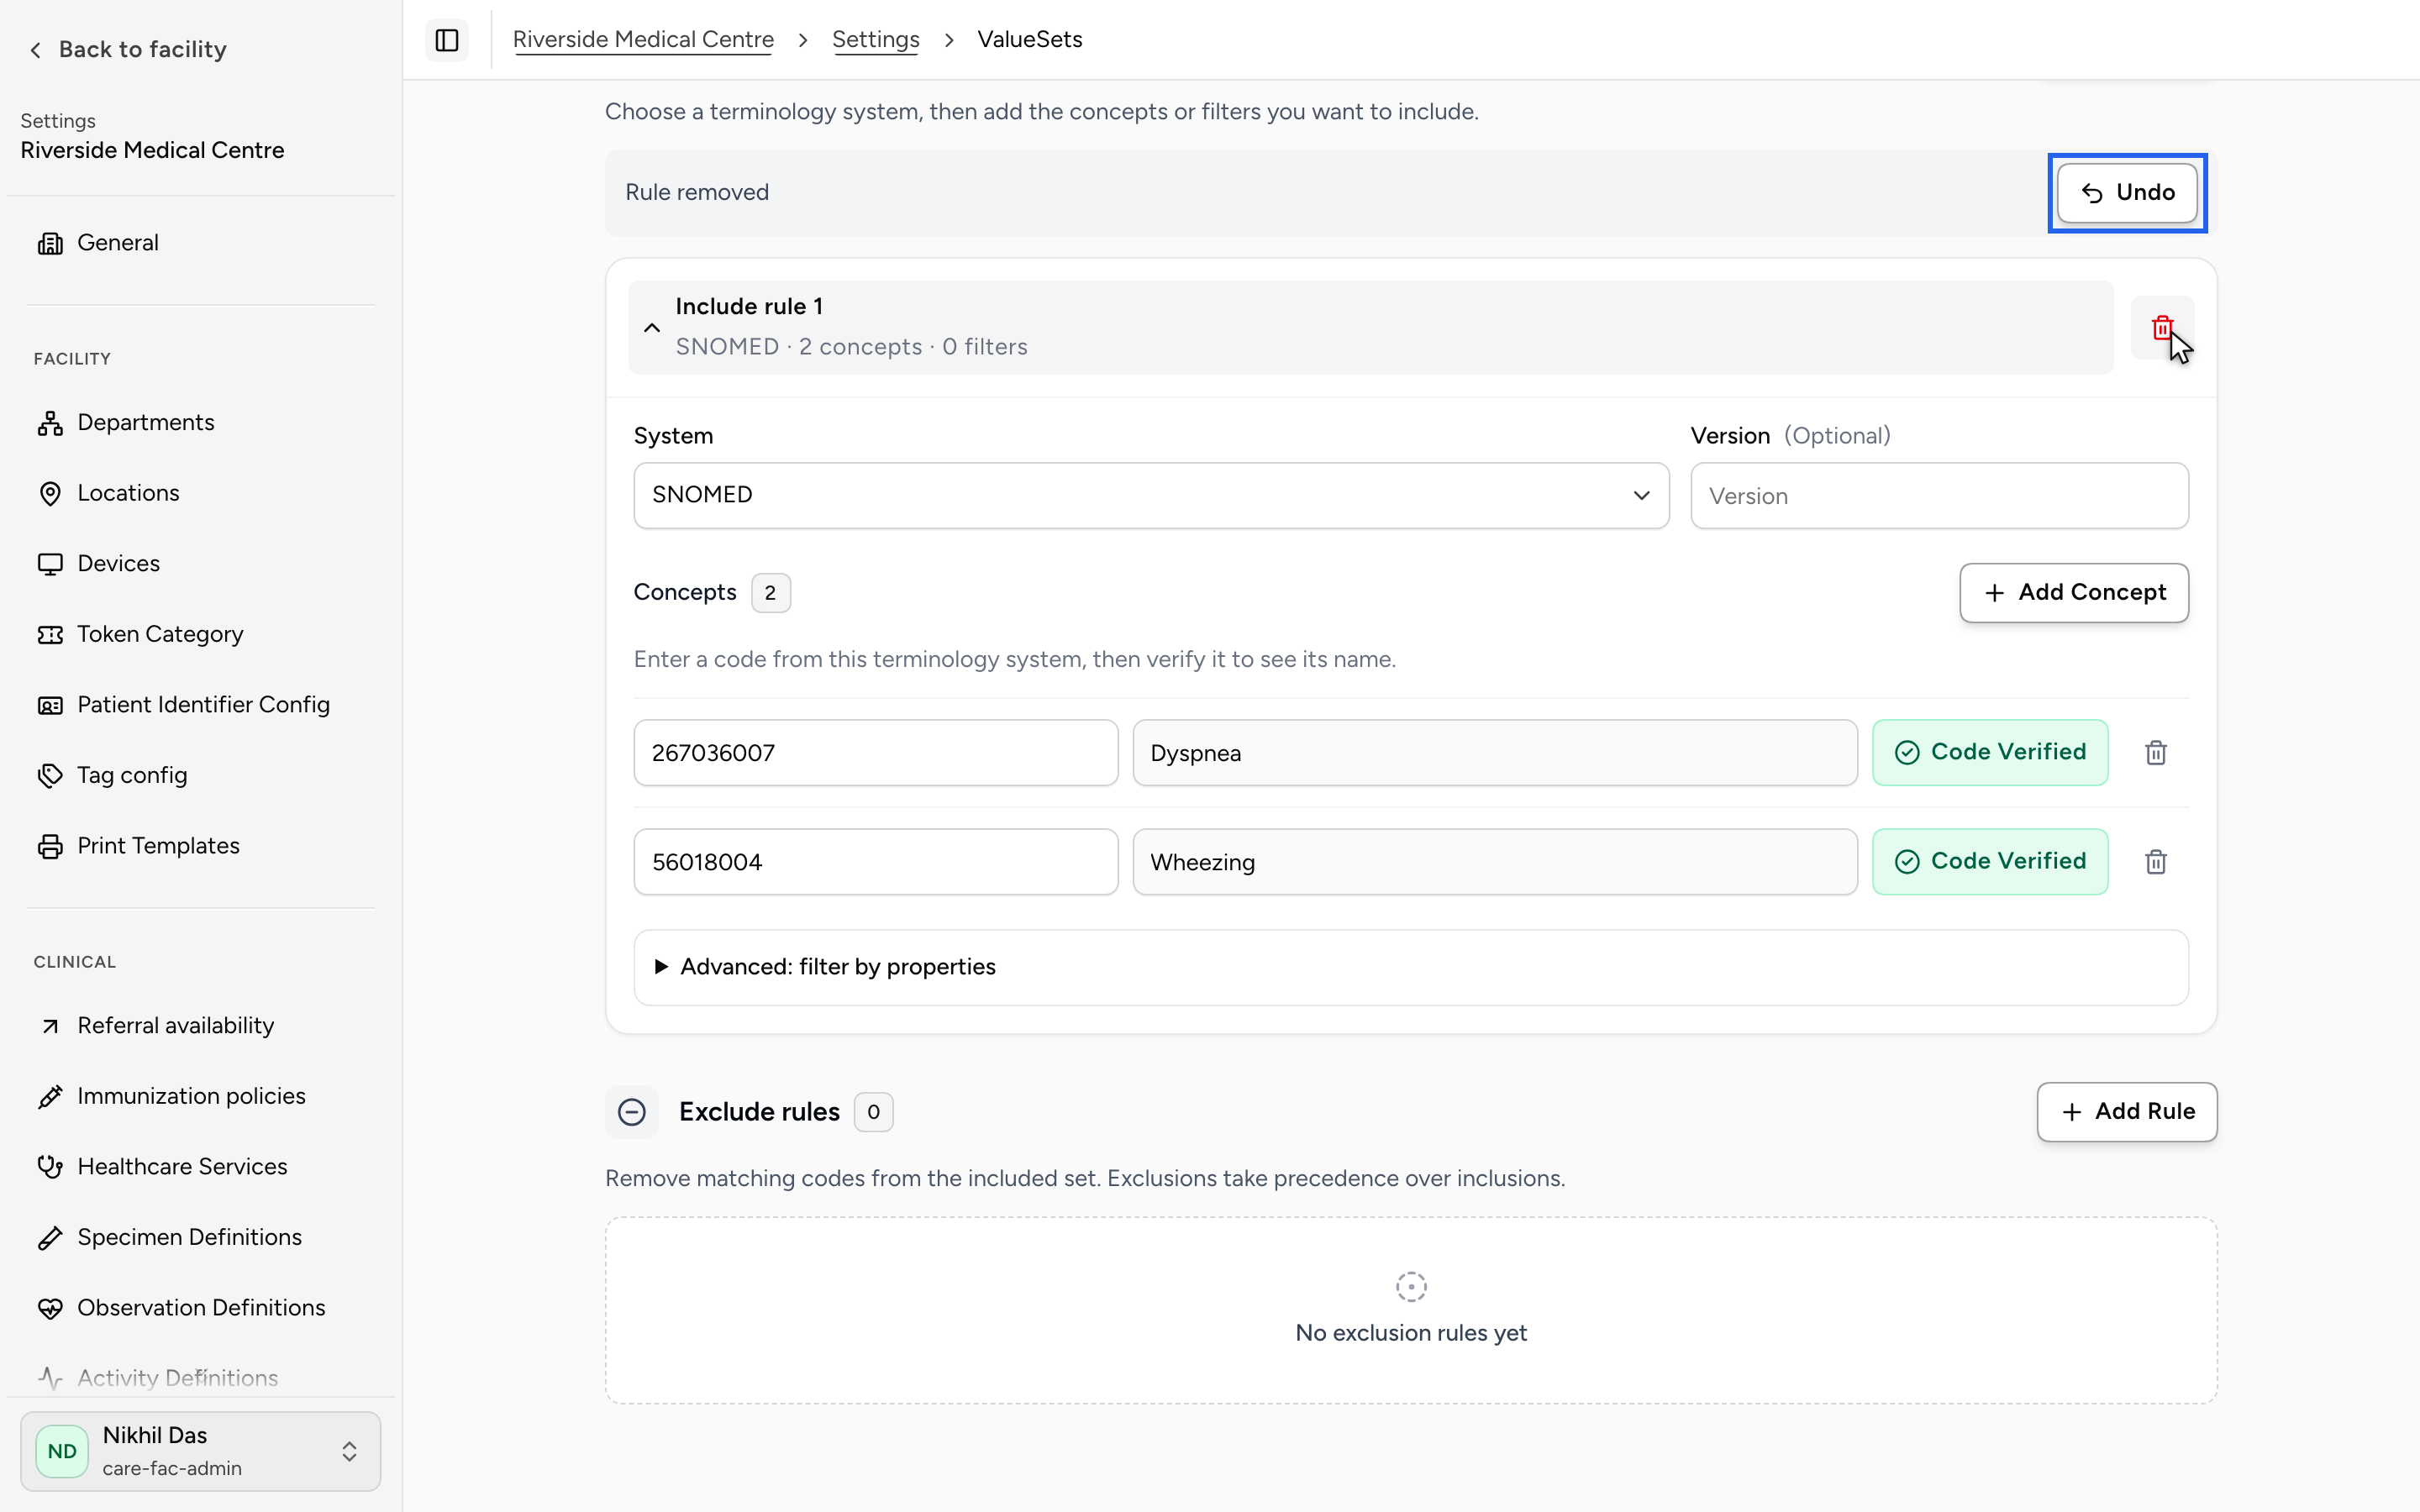 Back to facility
Settings
Riverside Medical Centre
General
FACILITY
Departments
Locations
Devices
Token Category
Patient Identifier Config
Tag config
Print Templates
CLINICAL
Referral availability
Immunization policies
Healthcare Services
Specimen Definitions
Observation Definitions
Activity Definitions
ND
Nikhil Das
care-fac-admin
Riverside Medical Centre > Settings > ValueSets
Choose a terminology system, then add the concepts or filters you want to include.
Rule removed
Undo
Include rule 1
SNOMED · 2 concepts · 0 filters
System
Version (Optional)
SNOMED
Version
Concepts 2
Add Concept
Enter a code from this terminology system, then verify it to see its name.
267036007 Dyspnea Code Verified
56018004 Wheezing Code Verified
Advanced: filter by properties
Exclude rules 0
Add Rule
Remove matching codes from the included set. Exclusions take precedence over inclusions.
No exclusion rules yet